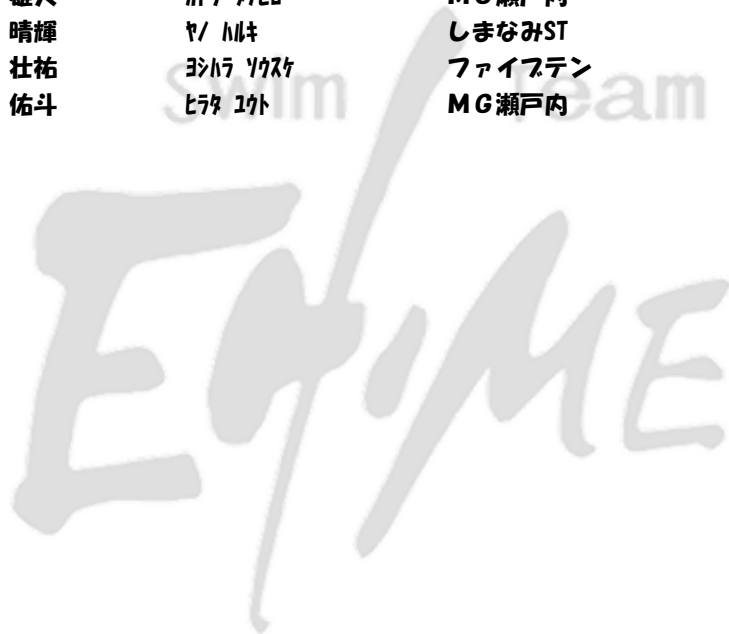 晴輝 ﾔﾉ ﾊﾙｷ しまなみST
壮祐 ﾖｼﾊﾗ ｿｳｽｹ ファイブテン
佑斗 ﾋﾗﾀ ﾕｳﾄ ＭＧ瀬戸内
Swim Team
EHIME